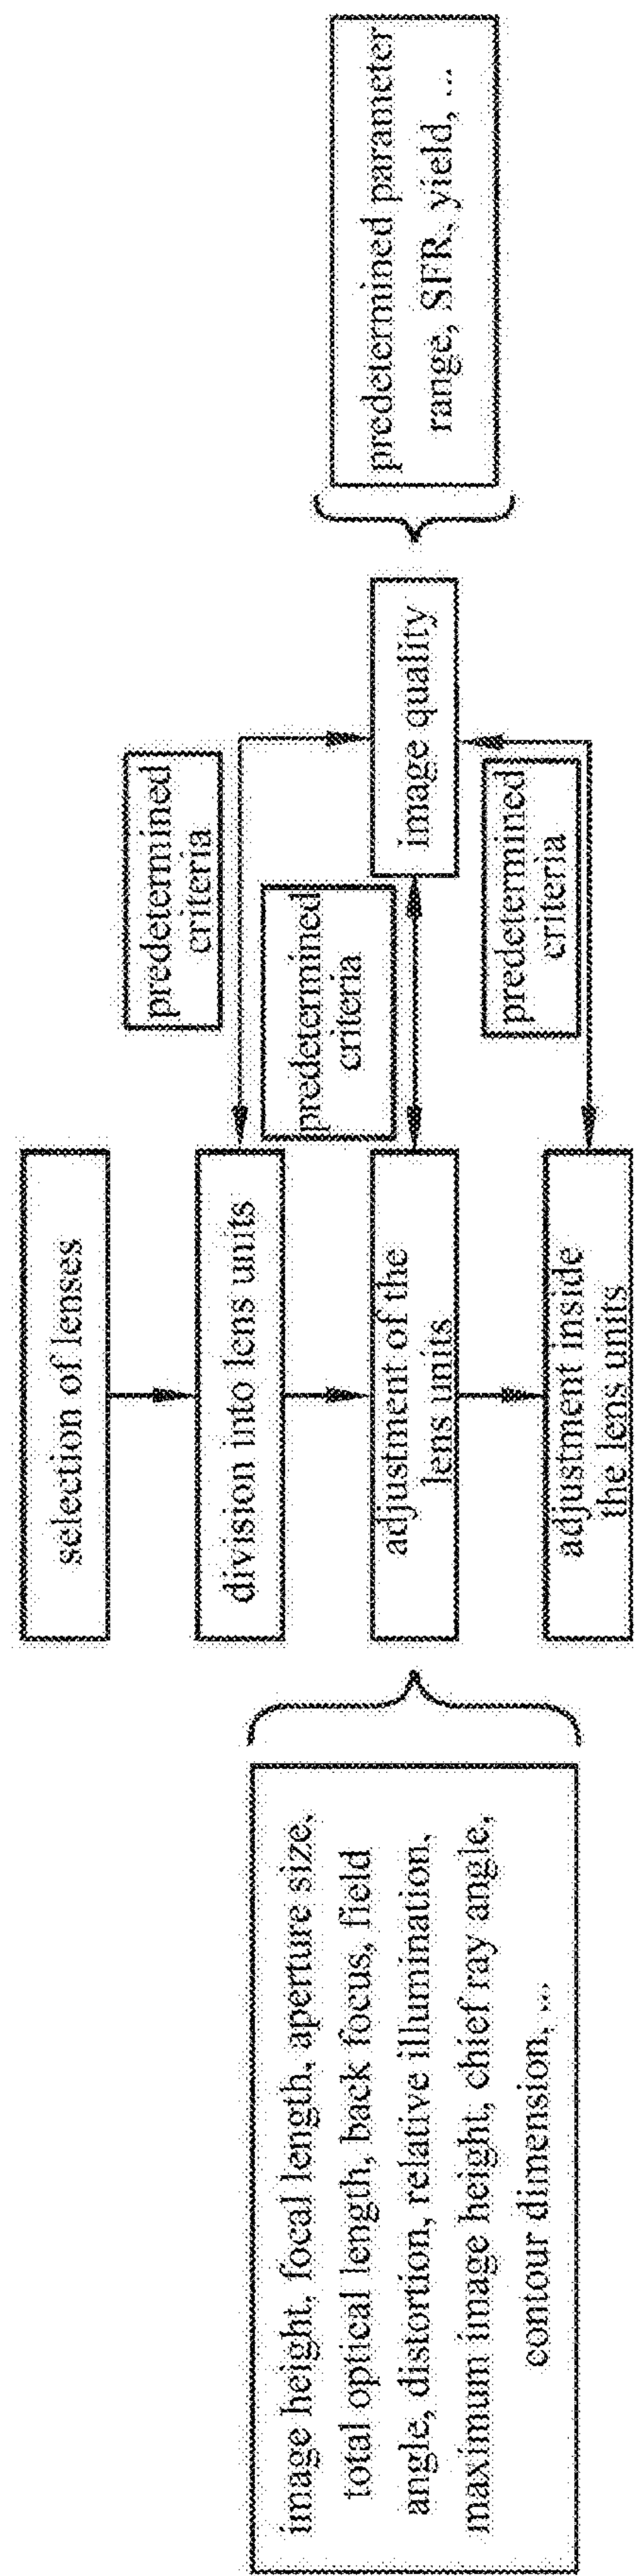 image height, focal length, aperture size,
total optical length, back focus, field
angle, distortion, relative illumination,
maximum image height, chief ray angle,
contour dimension, ...
selection of lenses
division into lens units
adjustment of the
lens units
adjustment inside
the lens units
predetermined
criteria
predetermined
criteria
predetermined
criteria
image quality
predetermined parameter
range, SFR, yield, ...